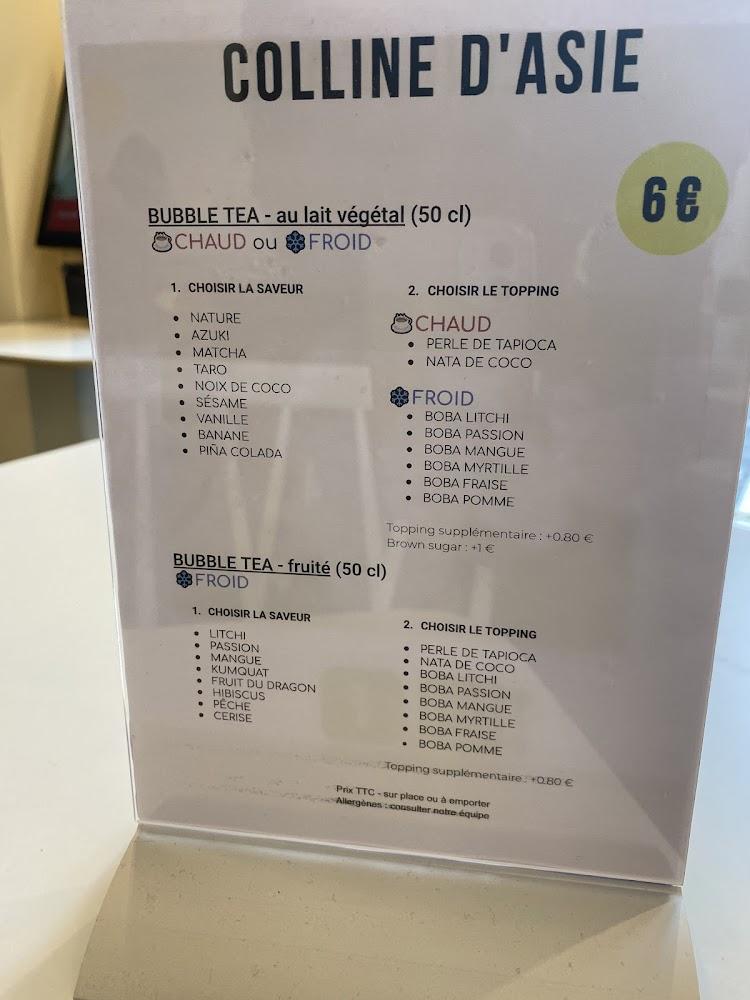 COLLINE D'ASIE
6€
BUBBLE TEA - au lait végétal (50 cl)
CHAUD ou FROID
1. CHOISIR LA SAVEUR
• NATURE
• AZUKI
• MATCHA
• TARO
• NOIX DE COCO
• SÉSAME
• VANILLE
• BANANE
• PIÑA COLADA
2. CHOISIR LE TOPPING
CHAUD
• PERLE DE TAPIOCA
• NATA DE COCO
FROID
• BOBA LITCHI
• BOBA PASSION
• BOBA MANGUE
• BOBA MYRTILLE
• BOBA FRAISE
• BOBA POMME
Topping supplémentaire : +0.80 €
Brown sugar : +1 €
BUBBLE TEA - fruité (50 cl)
FROID
1. CHOISIR LA SAVEUR
• LITCHI
• PASSION
• MANGUE
• KUMQUAT
• FRUIT DU DRAGON
• HIBISCUS
• PÊCHE
• CERISE
2. CHOISIR LE TOPPING
• PERLE DE TAPIOCA
• NATA DE COCO
• BOBA LITCHI
• BOBA PASSION
• BOBA MANGUE
• BOBA MYRTILLE
• BOBA FRAISE
• BOBA POMME
Topping supplémentaire : +0.80 €
Prix TTC - sur place ou à emporter
Allergènes : consulter notre équipe